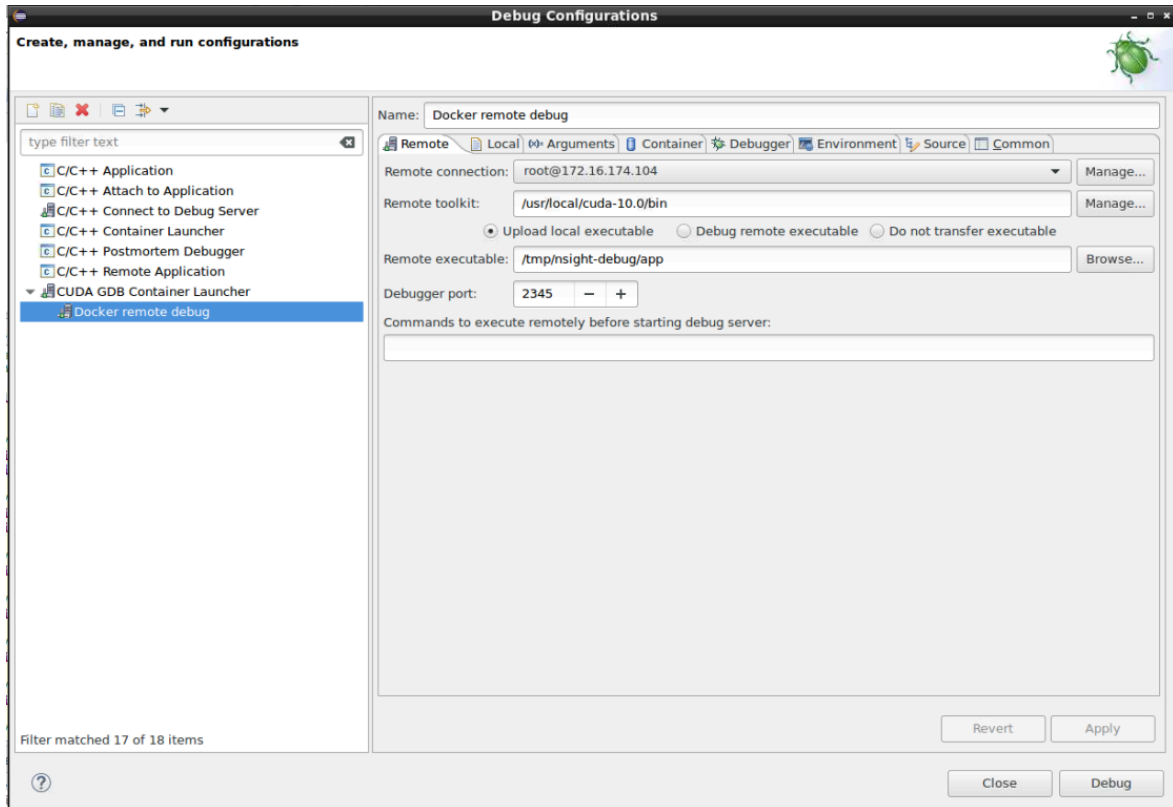 Debug Configurations
Create, manage, and run configurations
type filter text
C/C++ Application
C/C++ Attach to Application
C/C++ Connect to Debug Server
C/C++ Container Launcher
C/C++ Postmortem Debugger
C/C++ Remote Application
CUDA GDB Container Launcher
Docker remote debug
Filter matched 17 of 18 items
Name: Docker remote debug
Remote Local (x)= Arguments Container Debugger Environment Source Common
Remote connection: root@172.16.174.104 Manage...
Remote toolkit: /usr/local/cuda-10.0/bin Manage...
Upload local executable Debug remote executable Do not transfer executable
Remote executable: /tmp/nsight-debug/app Browse...
Debugger port: 2345 − +
Commands to execute remotely before starting debug server:
Revert Apply
? Close Debug